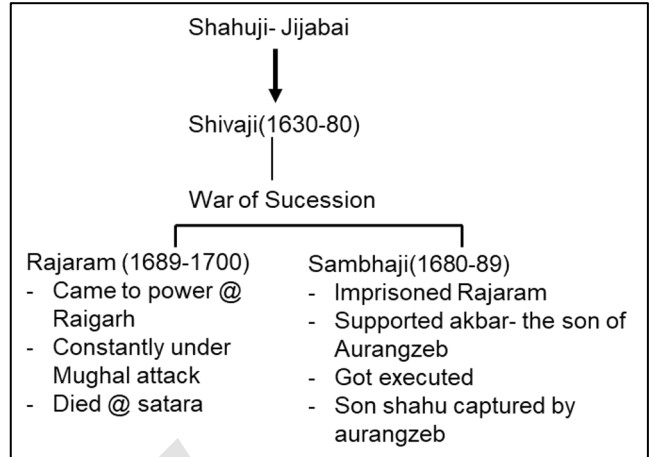 Shahuji- Jijabai
Shivaji(1630-80)
War of Sucession
Rajaram (1689-1700)
- Came to power @
Raigarh
- Constantly under
Mughal attack
- Died @ satara
Sambhaji(1680-89)
- Imprisoned Rajaram
- Supported akbar- the son of
Aurangzeb
- Got executed
- Son shahu captured by
aurangzeb